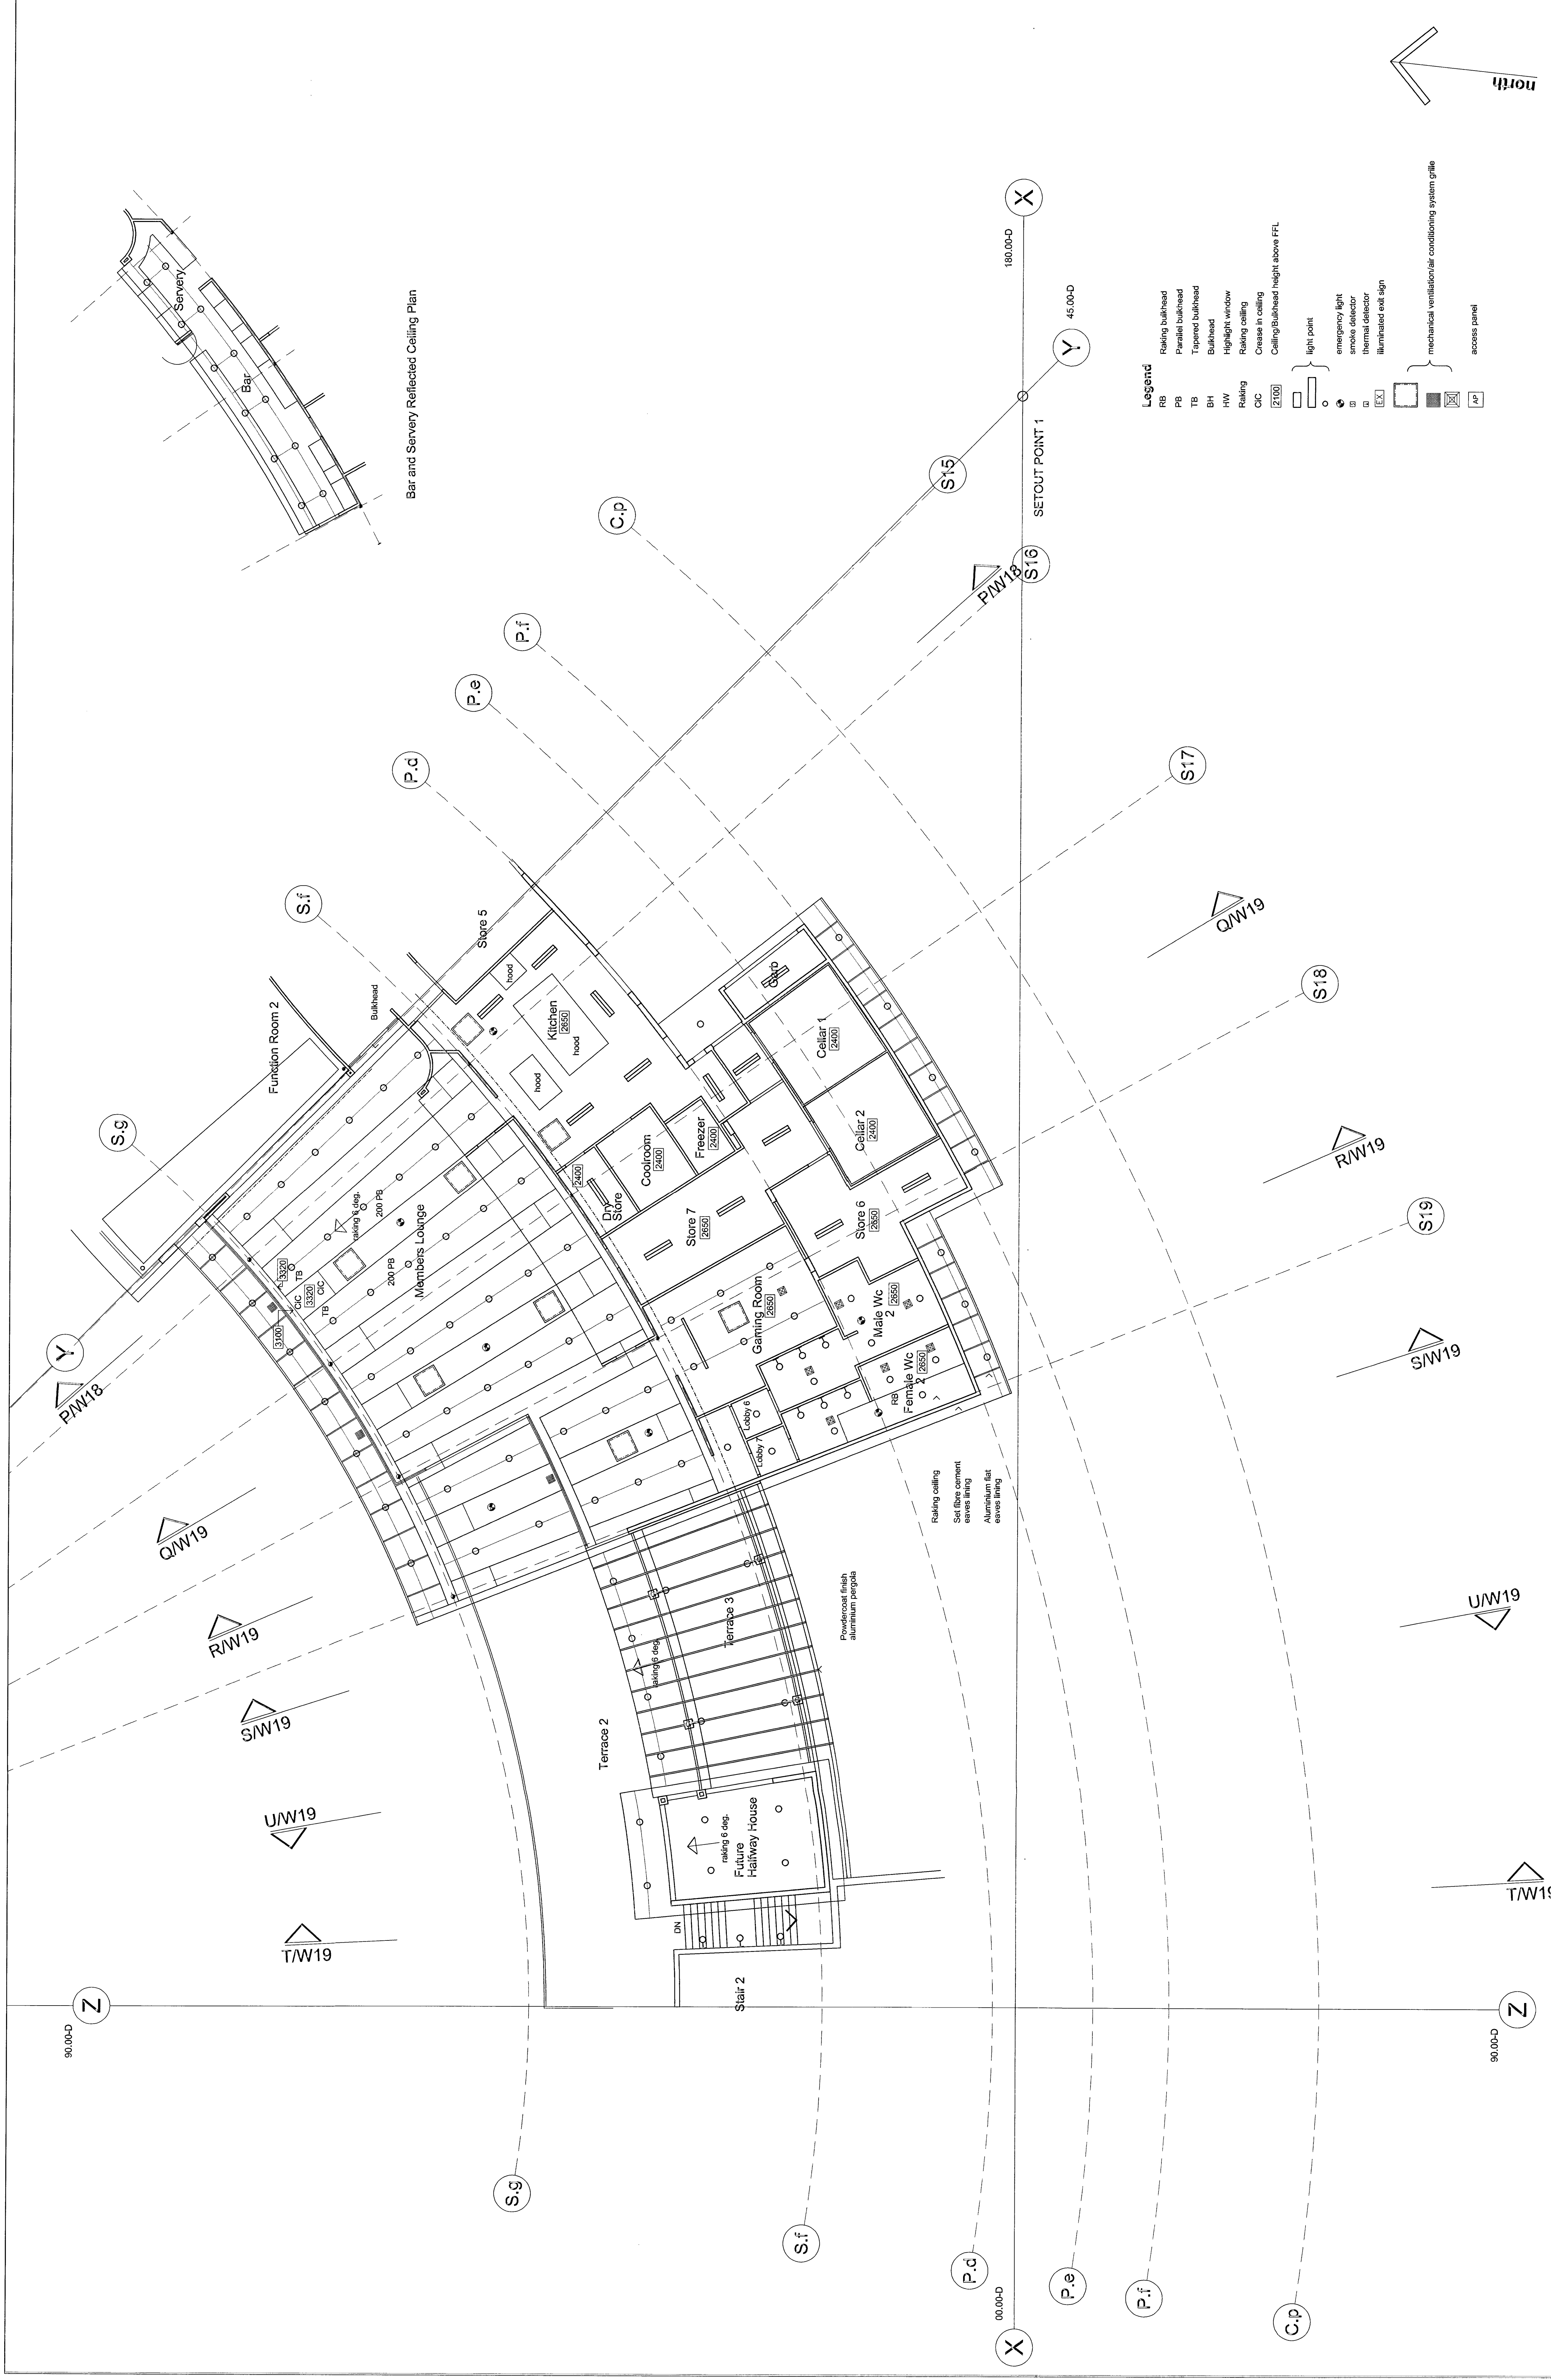 north
Servery
Bar
Bar and Servery Reflected Ceiling Plan
X
180.00-D
Y
45.00-D
SETOUT POINT 1
S15
S16
P/W18
C.p
P.f
P.e
P.d
S.f
S.g
S17
Q/W19
S18
R/W19
S19
S/W19
U/W19
T/W19
Legend
RB Raking bulkhead
PB Parallel bulkhead
TB Tapered bulkhead
BH Bulkhead
HW Highlight window
Raking Raking ceiling
CiC Crease in ceiling
2100 Ceiling/Bulkhead height above FFL
light point
emergency light
smoke detector
thermal detector
EX illuminated exit sign
mechanical ventilation/air conditioning system grille
AP access panel
Function Room 2
Bulkhead
Store 5
hood
Kitchen
2650
hood
hood
Garb
Cellar 1
2400
Cellar 2
2400
Freezer
2400
Coolroom
2400
2400
Dry
Store
Store 7
2650
Store 6
2650
Gaming Room
2650
Male Wc
2
2650
Female Wc
2
2650
RB
Lobby 6
Lobby 7
raking 6 deg.
200 PB
200 PB
Members Lounge
3320
TB
CiC
3320
CiC
TB
3100
Y
P/W18
Q/W19
R/W19
S/W19
U/W19
T/W19
Raking ceiling
Set fibre cement
eaves lining
Aluminium flat
eaves lining
Powdercoat finish
aluminium pergola
Terrace 3
raking 6 deg.
Terrace 2
raking 6 deg.
Future
Halfway House
DN
Stair 2
Z
90.00-D
Z
90.00-D
S.g
S.f
P.d
P.e
P.f
C.p
X
00.00-D